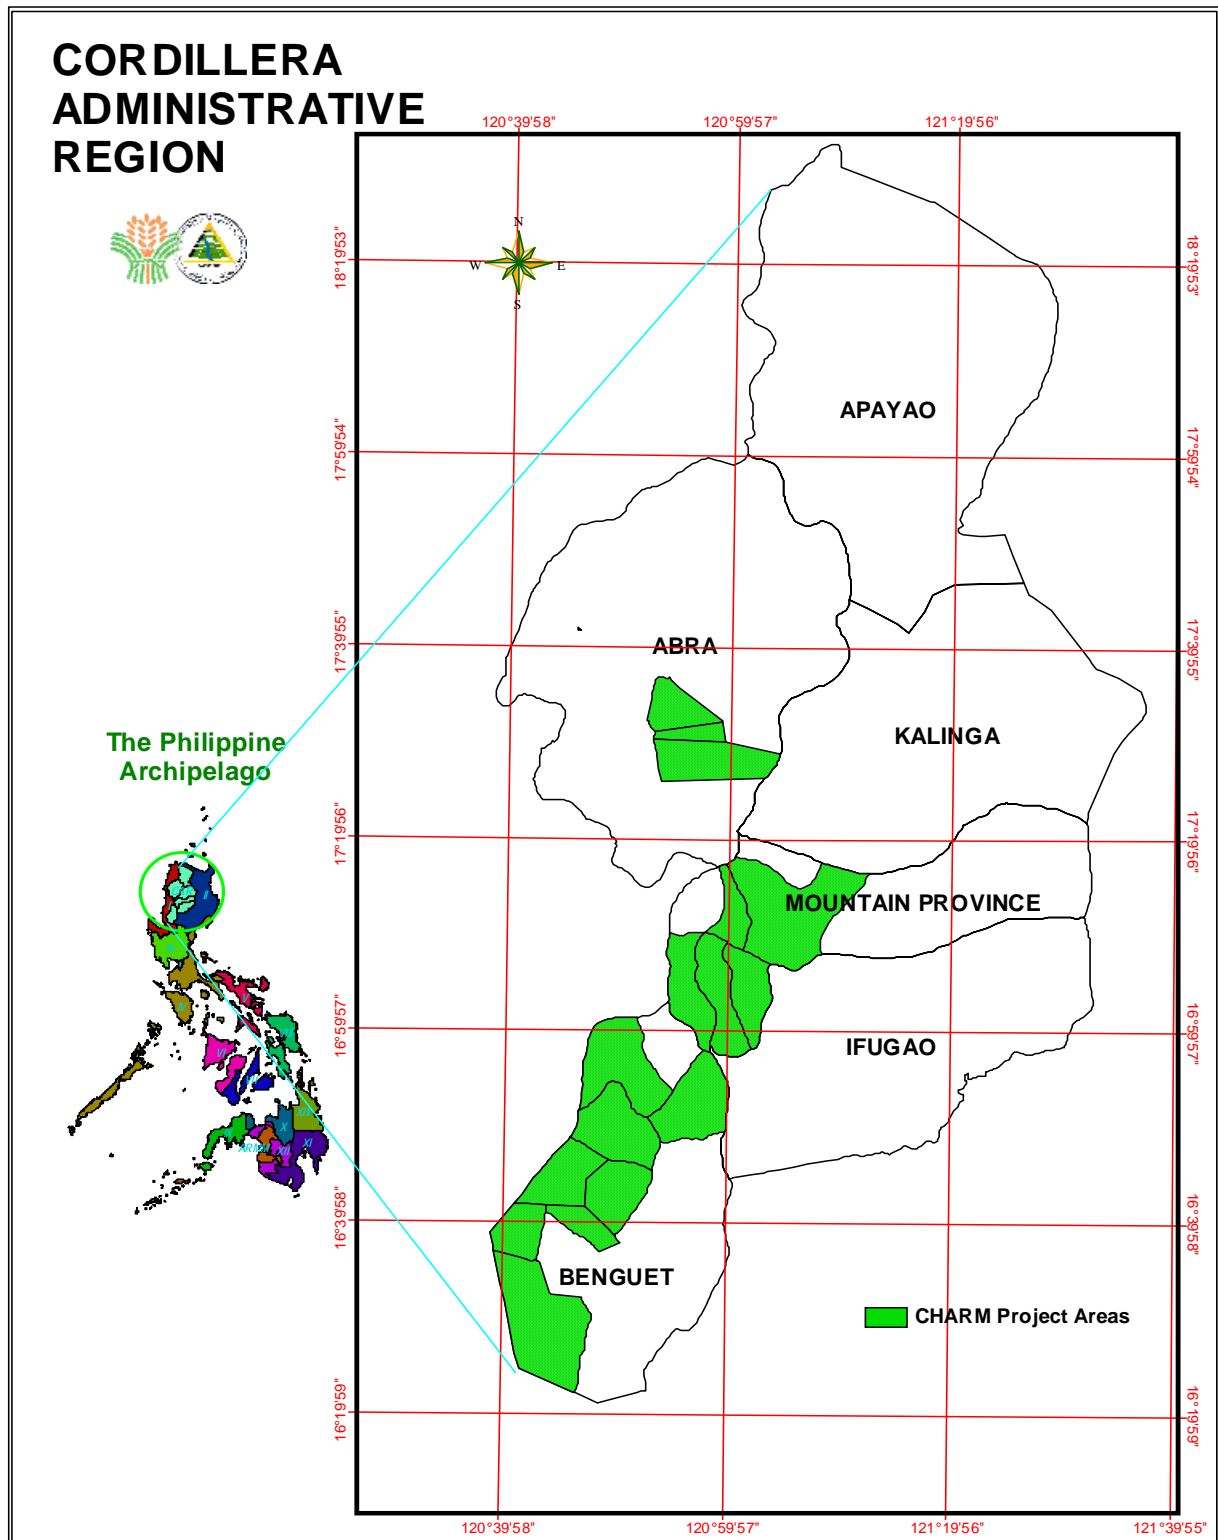 CORDILLERA
ADMINISTRATIVE
REGION
120°39'58"
120°59'57"
121°19'56"
N
W
E
S
18°19'53"
18°19'53"
APAYAO
17°59'54"
17°59'54"
17°39'55"
ABRA
17°39'55"
KALINGA
The Philippine
Archipelago
17°19'56"
17°19'56"
MOUNTAIN PROVINCE
II
V
VI
X
XI
XII
16°59'57"
16°59'57"
IFUGAO
16°39'58"
16°39'58"
BENGUET
CHARM Project Areas
16°19'59"
16°19'59"
120°39'58"
120°59'57"
121°19'56"
121°39'55"